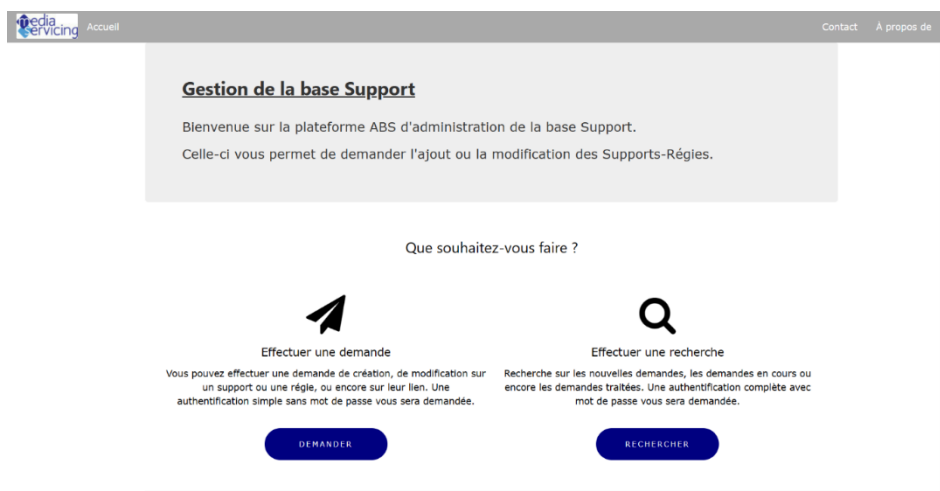 Media
Servicing
Accueil
Contact
À propos de
Gestion de la base Support
Bienvenue sur la plateforme ABS d'administration de la base Support.
Celle-ci vous permet de demander l'ajout ou la modification des Supports-Régies.
Que souhaitez-vous faire ?
Effectuer une demande
Vous pouvez effectuer une demande de création, de modification sur
un support ou une régie, ou encore sur leur lien. Une
authentification simple sans mot de passe vous sera demandée.
DEMANDER
Effectuer une recherche
Recherche sur les nouvelles demandes, les demandes en cours ou
encore les demandes traitées. Une authentification complète avec
mot de passe vous sera demandée.
RECHERCHER